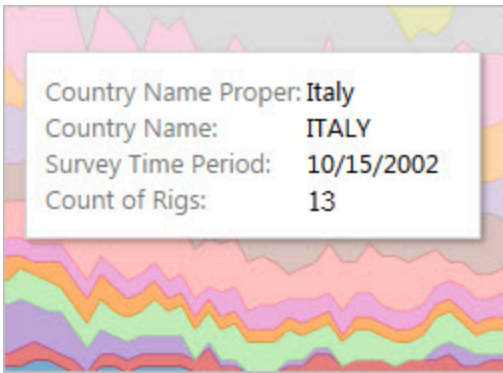 Country Name Proper: Italy
Country Name: ITALY
Survey Time Period: 10/15/2002
Count of Rigs: 13